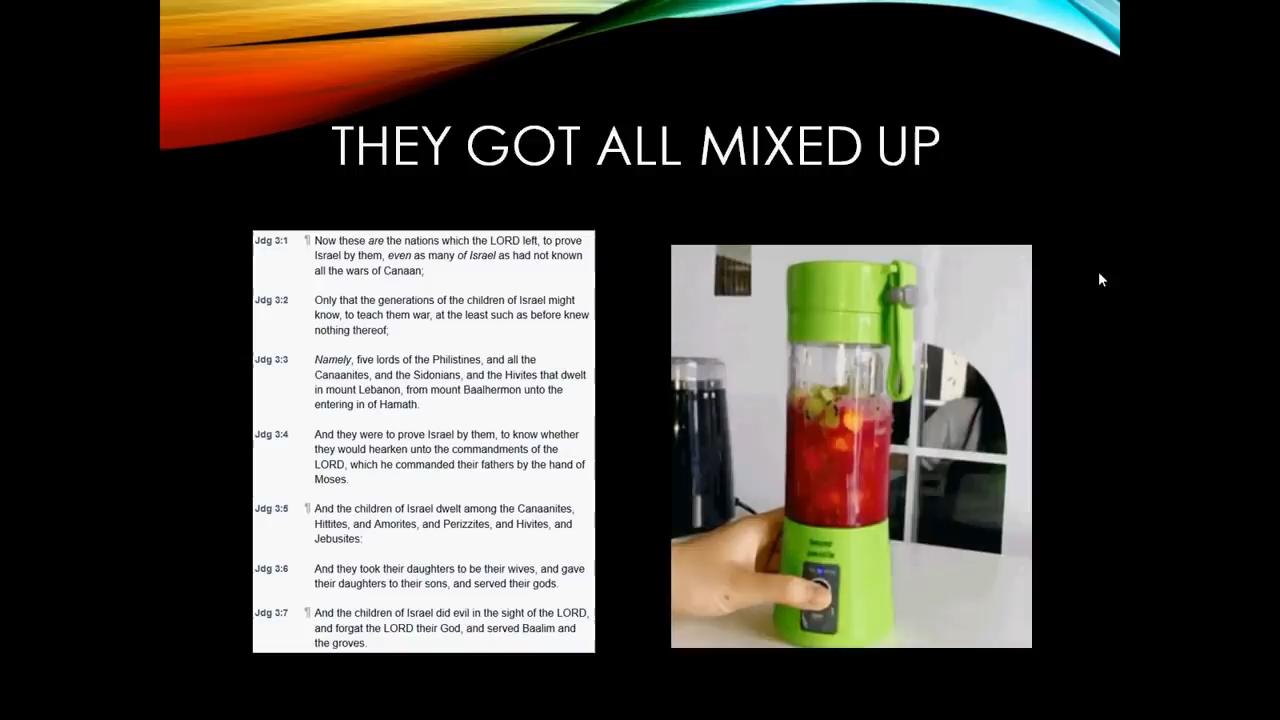 THEY GOT ALL MIXED UP
Jdg 3:1 ¶ Now these are the nations which the LORD left, to prove
Israel by them, even as many of Israel as had not known
all the wars of Canaan;
Jdg 3:2 Only that the generations of the children of Israel might
know, to teach them war, at the least such as before knew
nothing thereof;
Jdg 3:3 Namely, five lords of the Philistines, and all the
Canaanites, and the Sidonians, and the Hivites that dwelt
in mount Lebanon, from mount Baalhermon unto the
entering in of Hamath.
Jdg 3:4 And they were to prove Israel by them, to know whether
they would hearken unto the commandments of the
LORD, which he commanded their fathers by the hand of
Moses.
Jdg 3:5 ¶ And the children of Israel dwelt among the Canaanites,
Hittites, and Amorites, and Perizzites, and Hivites, and
Jebusites:
Jdg 3:6 And they took their daughters to be their wives, and gave
their daughters to their sons, and served their gods.
Jdg 3:7 ¶ And the children of Israel did evil in the sight of the LORD,
and forgat the LORD their God, and served Baalim and
the groves.